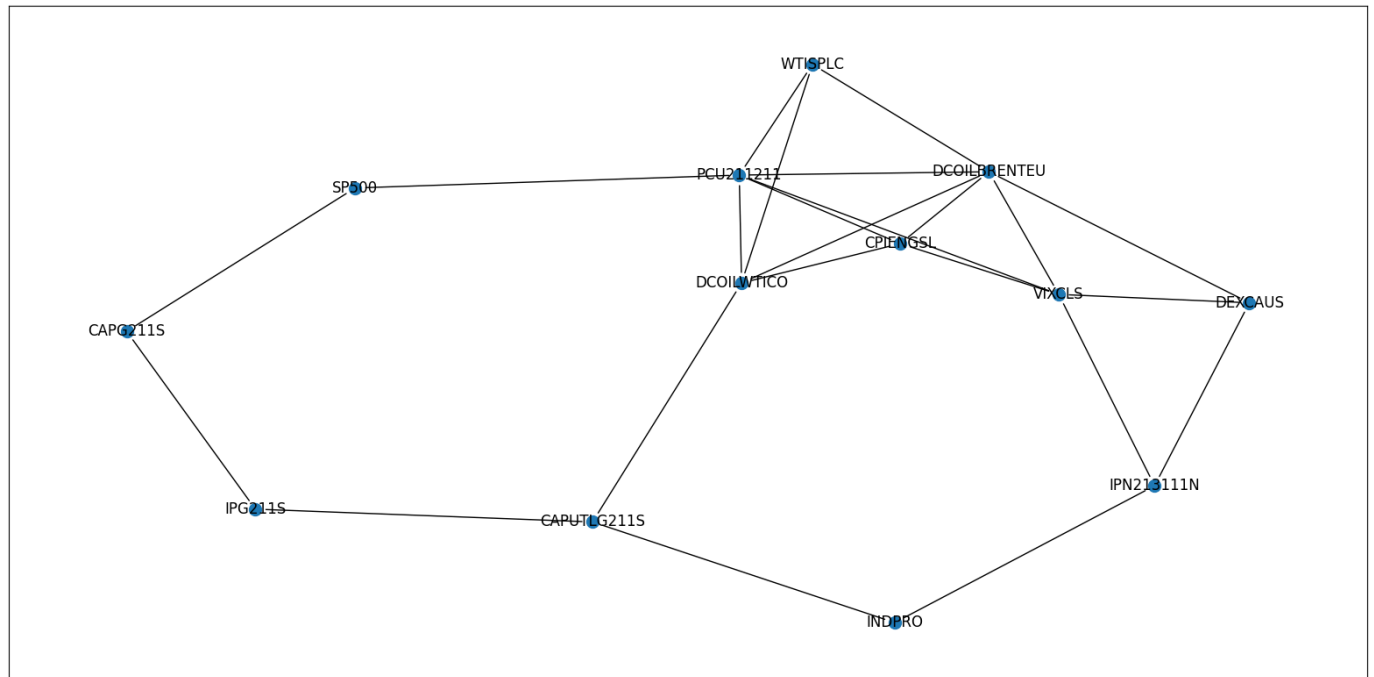 WTISPLC
DCOILBRENTEU
PCU211211
SP500
CPIENGSL
DCOILWTICO
VIXCLS
DEXCAUS
CAPG211S
IPN213111N
IPG211S
CAPUTLG211S
INDPRO